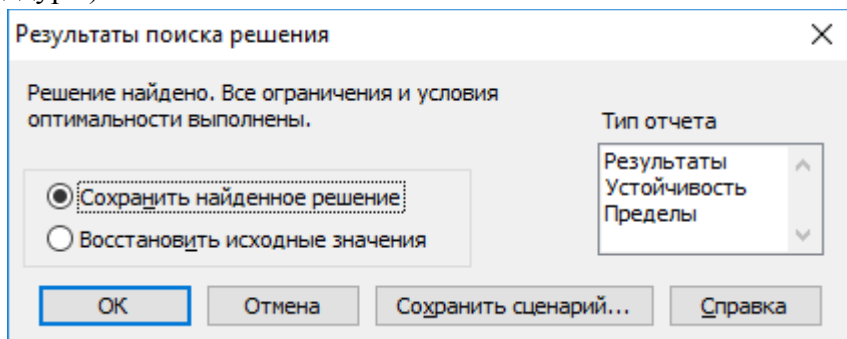 Результаты поиска решения
Решение найдено. Все ограничения и условия
оптимальности выполнены.
Тип отчета
Результаты
Устойчивость
Пределы
Сохранить найденное решение
Восстановить исходные значения
ОК
Отмена
Сохранить сценарий...
Справка